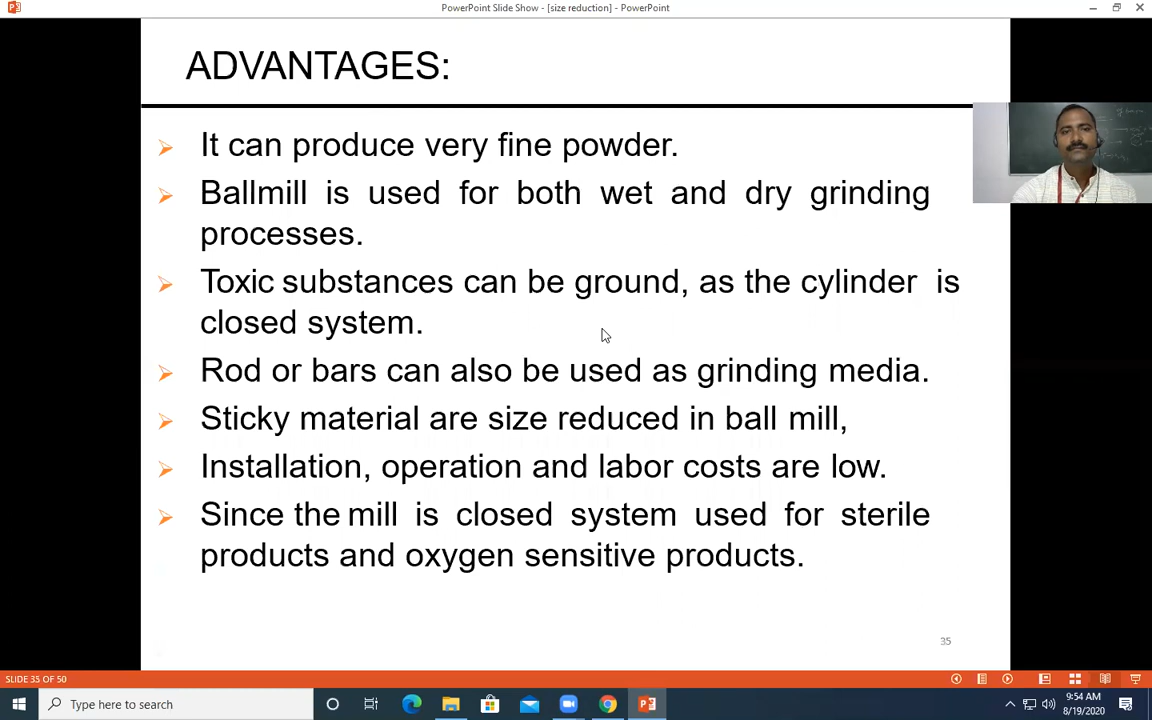 PowerPoint Slide Show - [size reduction] - PowerPoint
ADVANTAGES:
It can produce very fine powder.
Ballmill is used for both wet and dry grinding
processes.
Toxic substances can be ground, as the cylinder is
closed system.
Rod or bars can also be used as grinding media.
Sticky material are size reduced in ball mill,
Installation, operation and labor costs are low.
Since the mill is closed system used for sterile
products and oxygen sensitive products.
35
SLIDE 35 OF 50
Type here to search
9:54 AM
8/19/2020